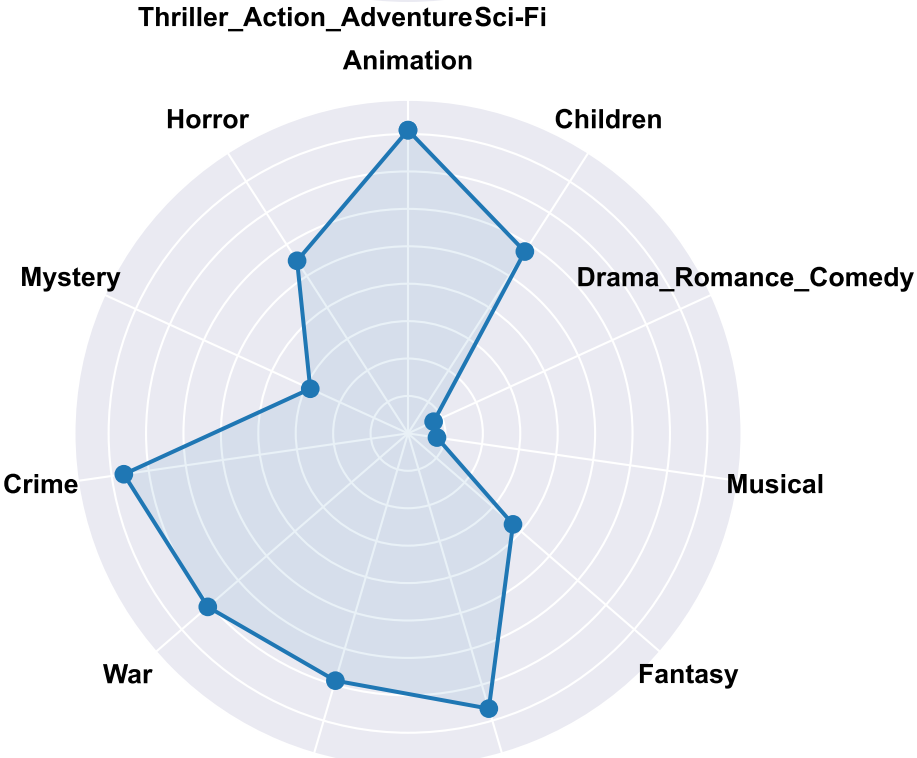 Thriller_Action_AdventureSci-Fi
Animation
Horror
Children
Mystery
Drama_Romance_Comedy
Crime
Musical
War
Fantasy